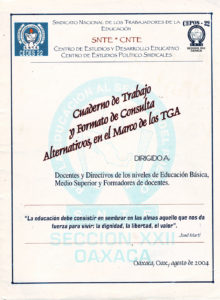 CEPOS - 22
SINDICATO NACIONAL DE LOS TRABAJADORES DE LA
EDUCACIÓN
SNTE * CNTE
CENTRO DE ESTUDIOS Y DESARROLLO EDUCATIVO
CENTRO DE ESTUDIOS POLÍTICO SINDICALES
Cuaderno de Trabajo
y Formato de Consulta
Alternativos, en el Marco de los TGA
DIRIGIDO A:
Docentes y Directivos de los niveles de Educación Básica,
Medio Superior y Formadores de docentes.
"La educación debe consistir en sembrar en las almas aquello que nos da
fuerza para vivir: la dignidad, la libertad, el valor".
José Martí
SECCION XXII
OAXACA
Oaxaca, Oax., agosto de 2004